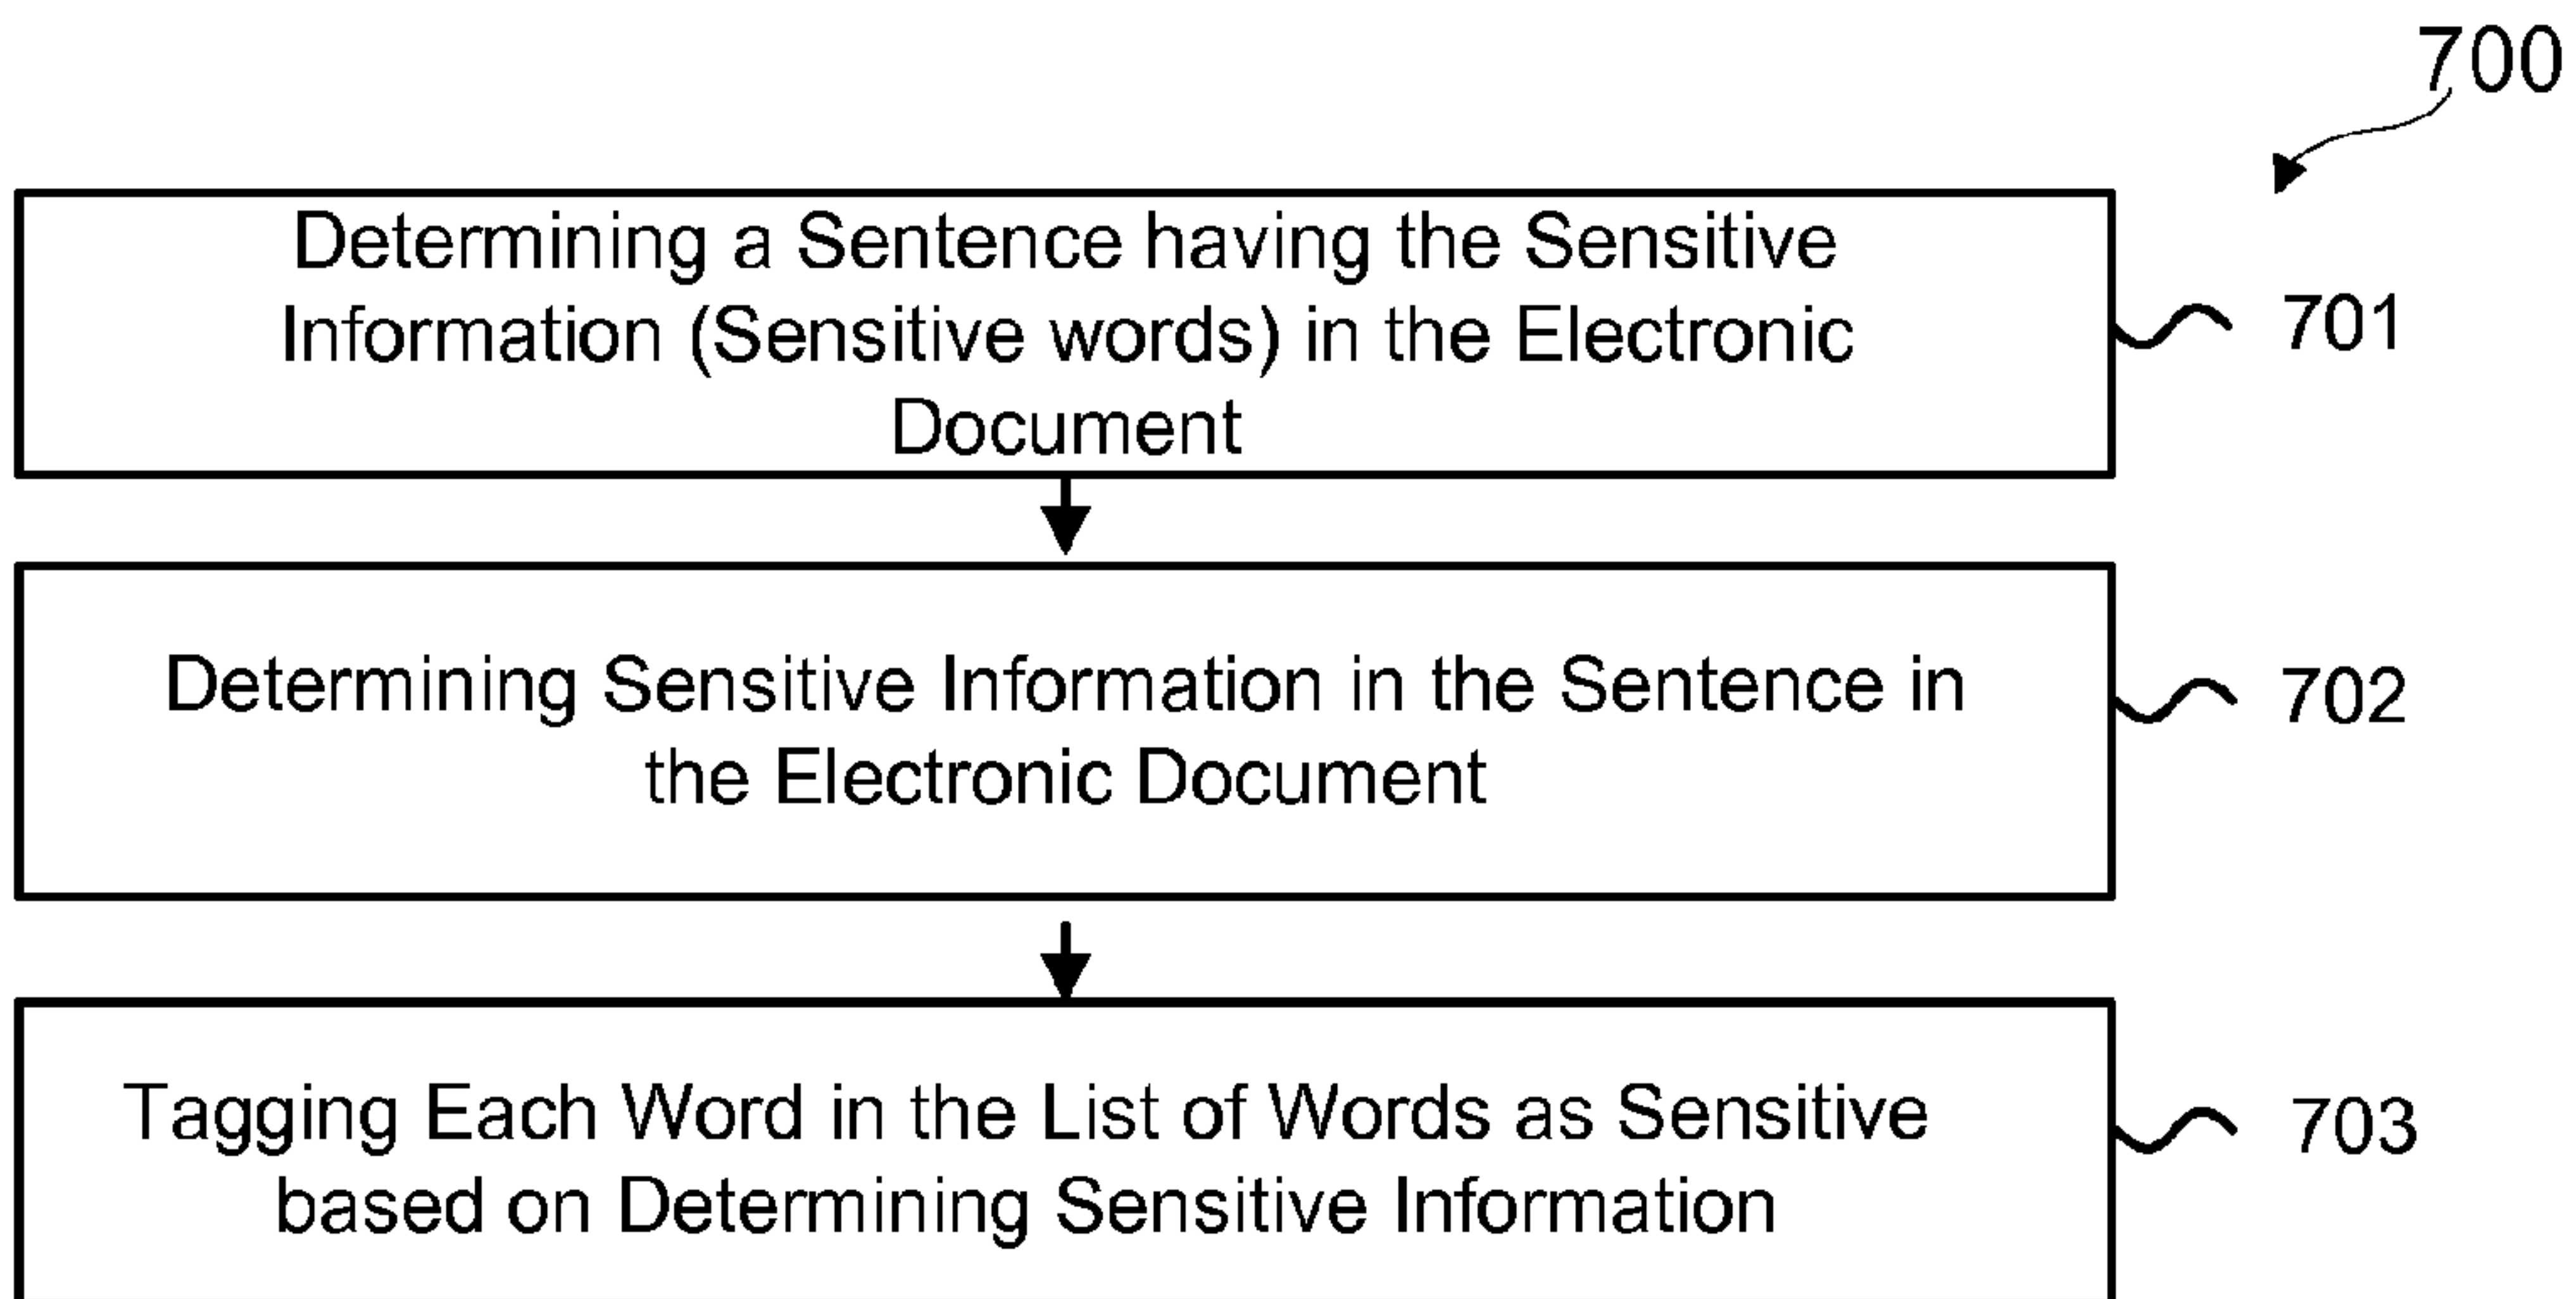 700
Determining a Sentence having the Sensitive
Information (Sensitive words) in the Electronic
Document
701
Determining Sensitive Information in the Sentence in
the Electronic Document
702
Tagging Each Word in the List of Words as Sensitive
based on Determining Sensitive Information
703